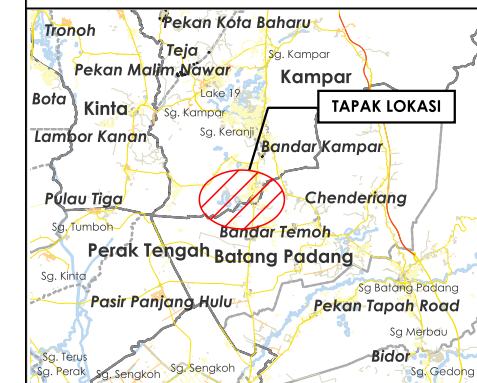 Pekan Kota Baharu
Tronoh
Teja
Sg. Kampar
Pekan Malim Nawar
Kampar
Lake 19
Bota
Kinta
Sg. Kampar
TAPAK LOKASI
Sg. Keranji
Lambor Kanan
Bandar Kampar
Pulau Tiga
Chenderiang
Sg. Tumboh
Bandar Temoh
Perak Tengah
Batang Padang
Sg. Kinta
Sg Batang Padang
Pasir Panjang Hulu
Pekan Tapah Road
Sg Merbau
Sg. Terus
Bidor
Sg. Perak
Sg. Sengkoh
Sg. Sengkoh
Sg. Gedong